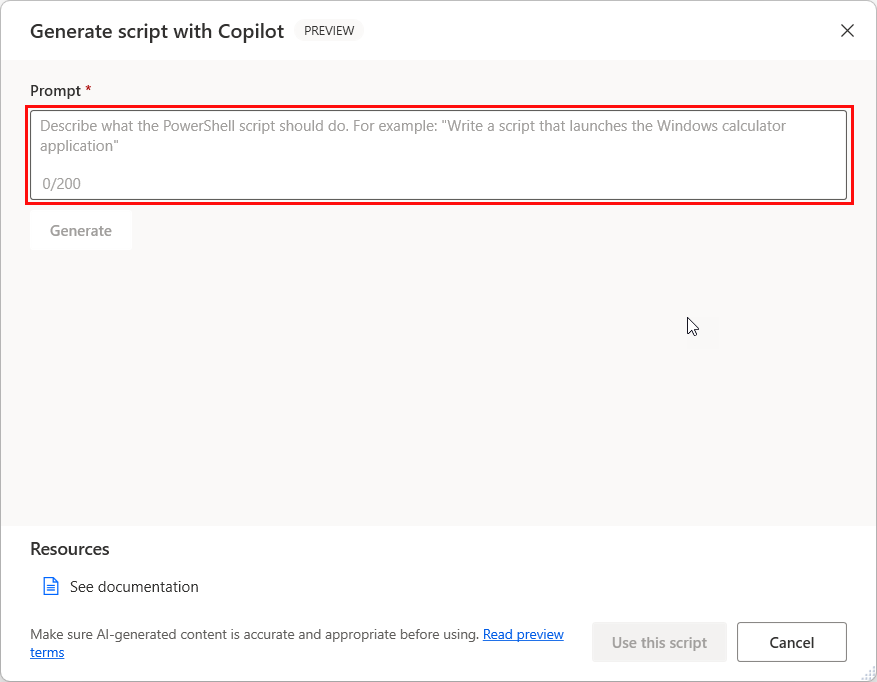 Generate script with Copilot PREVIEW
Prompt *
Describe what the PowerShell script should do. For example: "Write a script that launches the Windows calculator
application"
0/200
Generate
Resources
See documentation
Make sure AI-generated content is accurate and appropriate before using. Read preview
terms
Use this script
Cancel